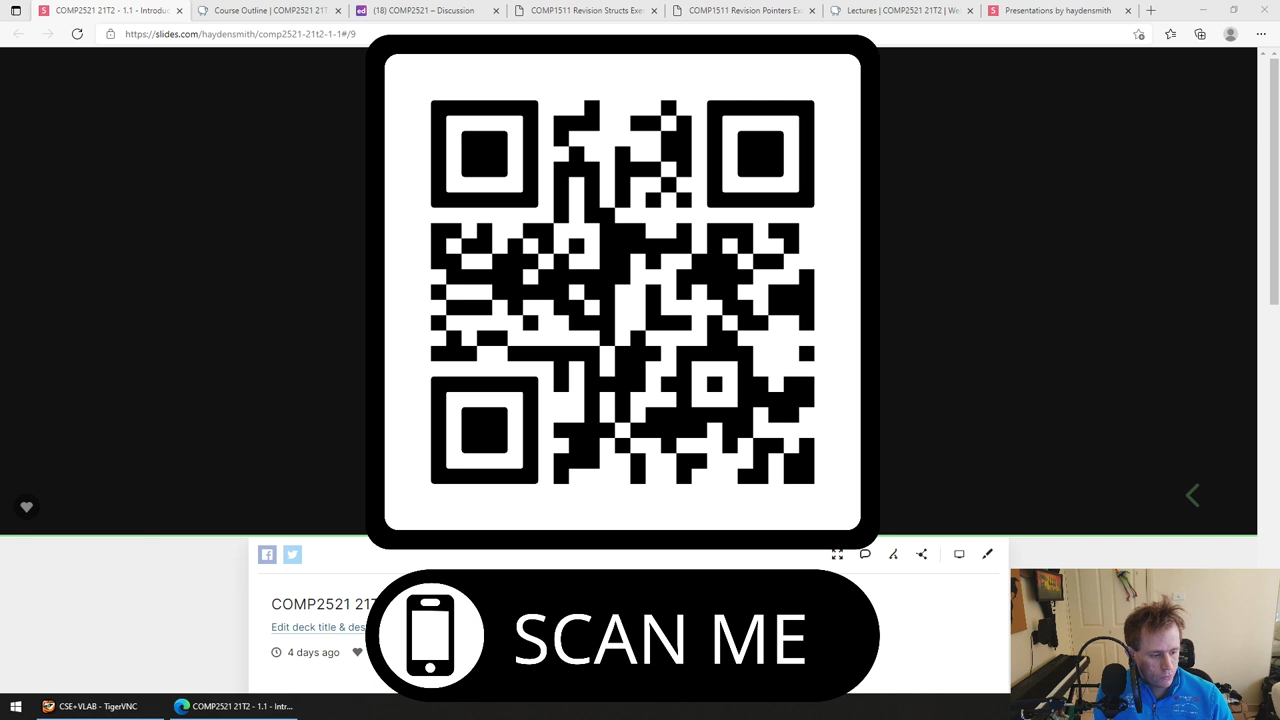 COMP2521 21T2 - 1.1 - Introduc
Course Outline | COMP2521 21T
(18) COMP2521 – Discussion
COMP1511 Revision Structs Exe
COMP1511 Revision Pointers Ex
Lectures | COMP2521 21T2 | We
Presentations by haydensmith
https://slides.com/haydensmith/comp2521-21t2-1-1#/9
COMP2521 21T
Edit deck title & des
4 days ago
SCAN ME
CSE+VLAB - TigerVNC
COMP2521 21T2 - 1.1 - Intr...